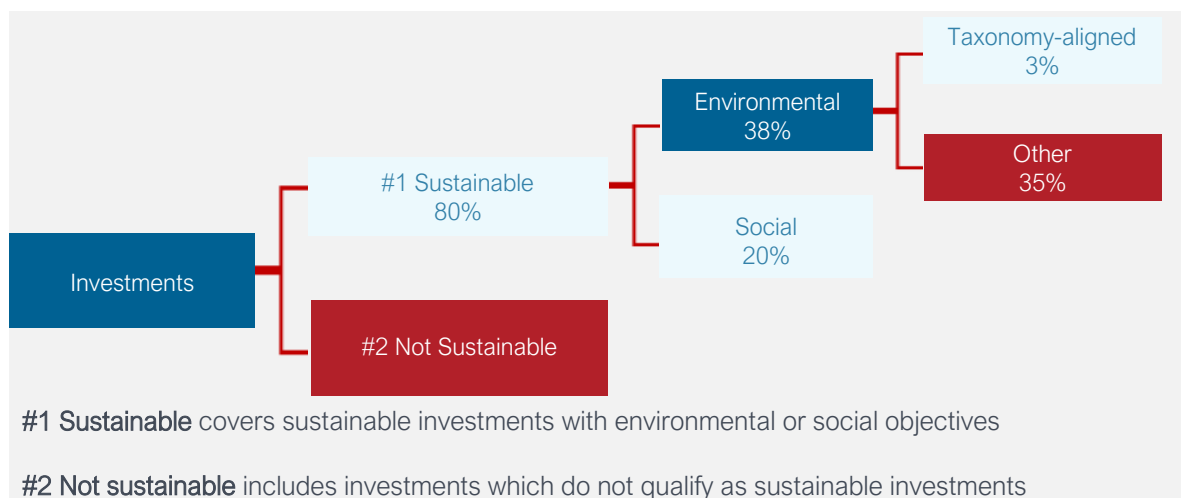 Taxonomy-aligned
3%
Environmental
38%
Other
35%
#1 Sustainable
80%
Social
20%
Investments
#2 Not Sustainable
#1 Sustainable covers sustainable investments with environmental or social objectives
#2 Not sustainable includes investments which do not qualify as sustainable investments